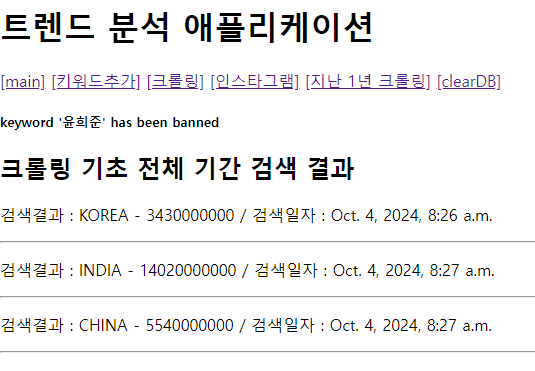 트렌드 분석 애플리케이션
[main] [키워드추가] [크롤링] [인스타그램] [지난 1년 크롤링] [clearDB]
keyword '윤희준' has been banned
크롤링 기초 전체 기간 검색 결과
검색결과 : KOREA - 3430000000 / 검색일자 : Oct. 4, 2024, 8:26 a.m.
검색결과 : INDIA - 14020000000 / 검색일자 : Oct. 4, 2024, 8:27 a.m.
검색결과 : CHINA - 5540000000 / 검색일자 : Oct. 4, 2024, 8:27 a.m.